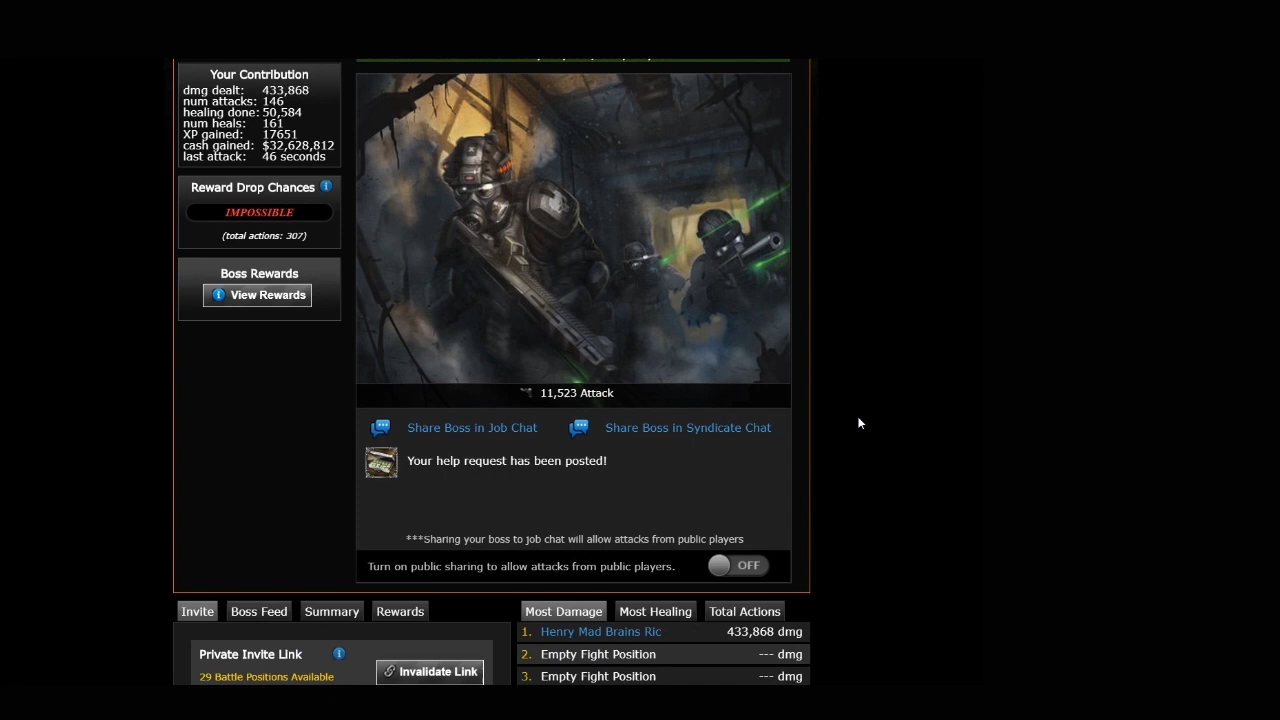 Your Contribution
dmg dealt: 433,868
num attacks: 146
healing done: 50,584
num heals: 161
XP gained: 17651
cash gained: $32,628,812
last attack: 46 seconds
Reward Drop Chances
IMPOSSIBLE
(total actions: 307)
Boss Rewards
View Rewards
11,523 Attack
Share Boss in Job Chat
Share Boss in Syndicate Chat
Your help request has been posted!
***Sharing your boss to job chat will allow attacks from public players
Turn on public sharing to allow attacks from public players.
OFF
Invite
Boss Feed
Summary
Rewards
Private Invite Link
29 Battle Positions Available
Invalidate Link
Most Damage
Most Healing
Total Actions
1. Henry Mad Brains Ric 433,868 dmg
2. Empty Fight Position --- dmg
3. Empty Fight Position --- dmg